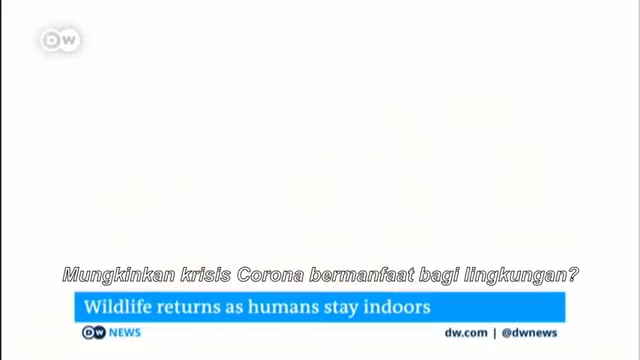 DW
Mungkinkan krisis Corona bermanfaat bagi lingkungan?
Wildlife returns as humans stay indoors
DW NEWS
dw.com | @dwnews